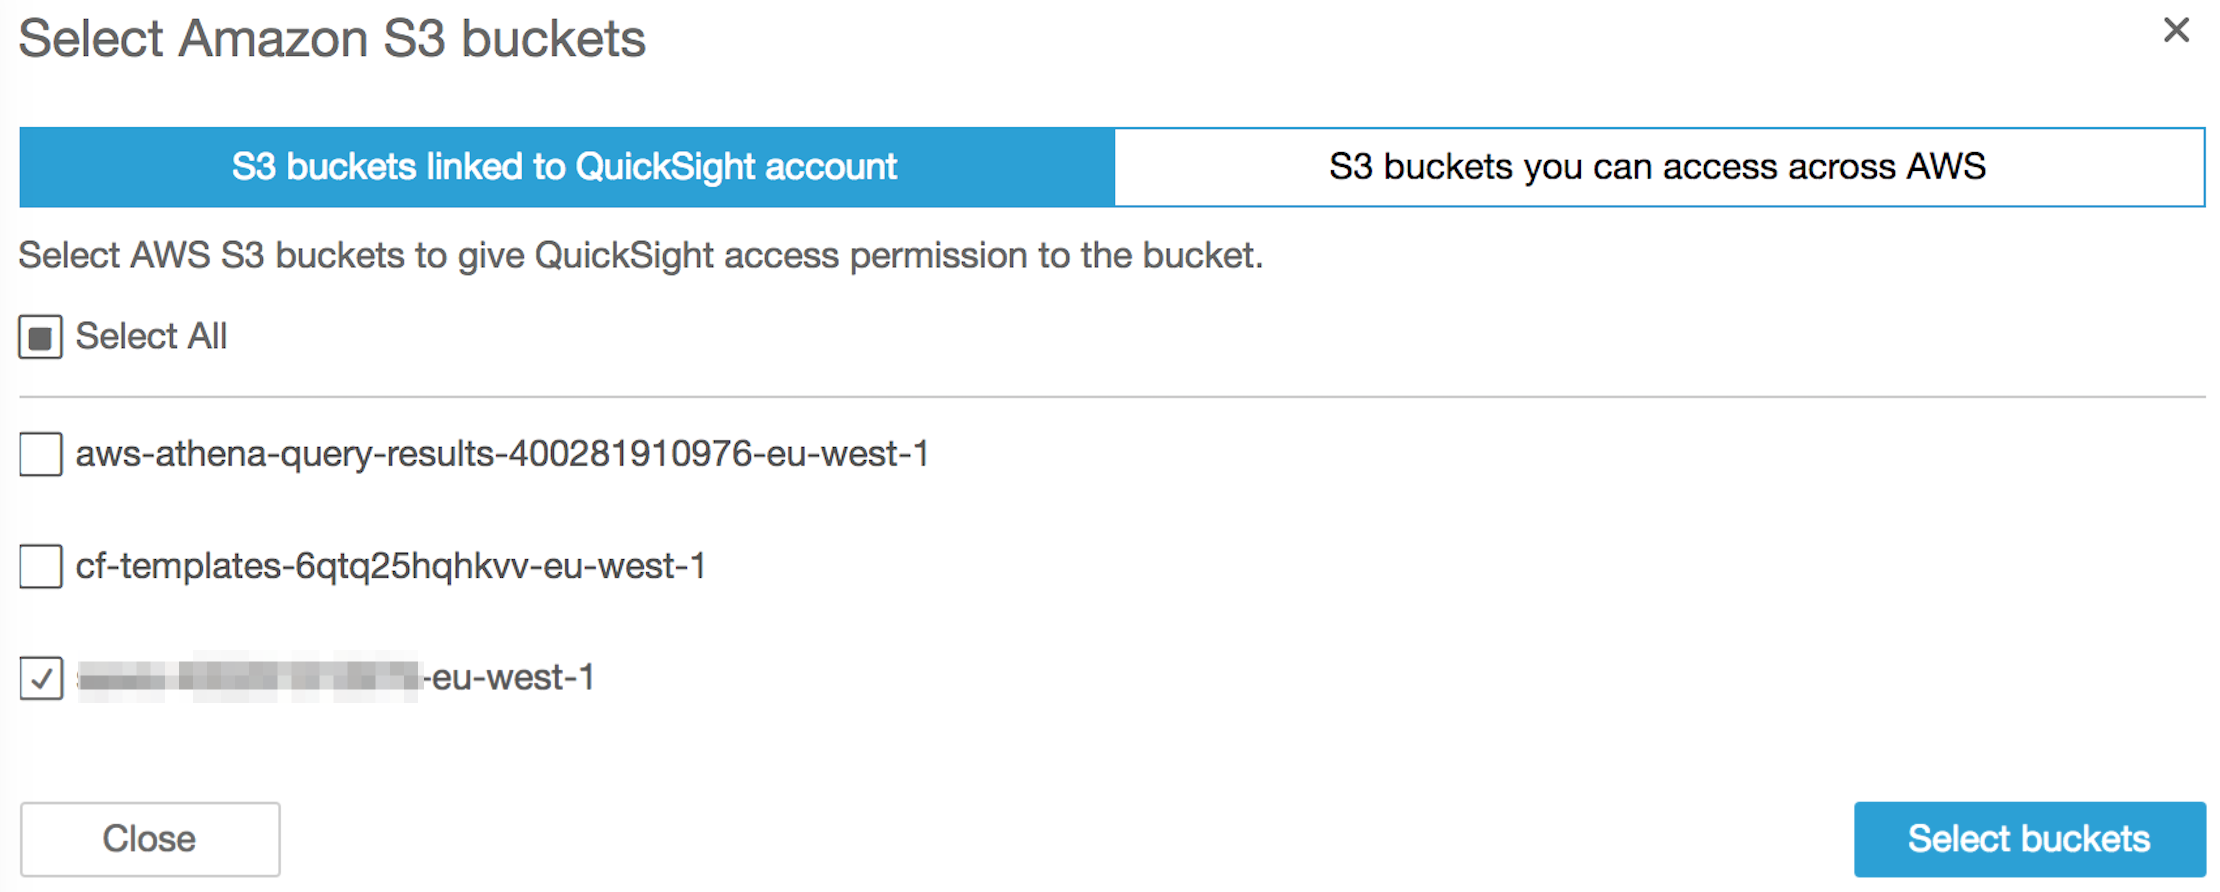 Select Amazon S3 buckets
S3 buckets linked to QuickSight account
S3 buckets you can access across AWS
Select AWS S3 buckets to give QuickSight access permission to the bucket.
Select All
aws-athena-query-results-400281910976-eu-west-1
cf-templates-6qtq25hqhkvv-eu-west-1
-eu-west-1
Close
Select buckets